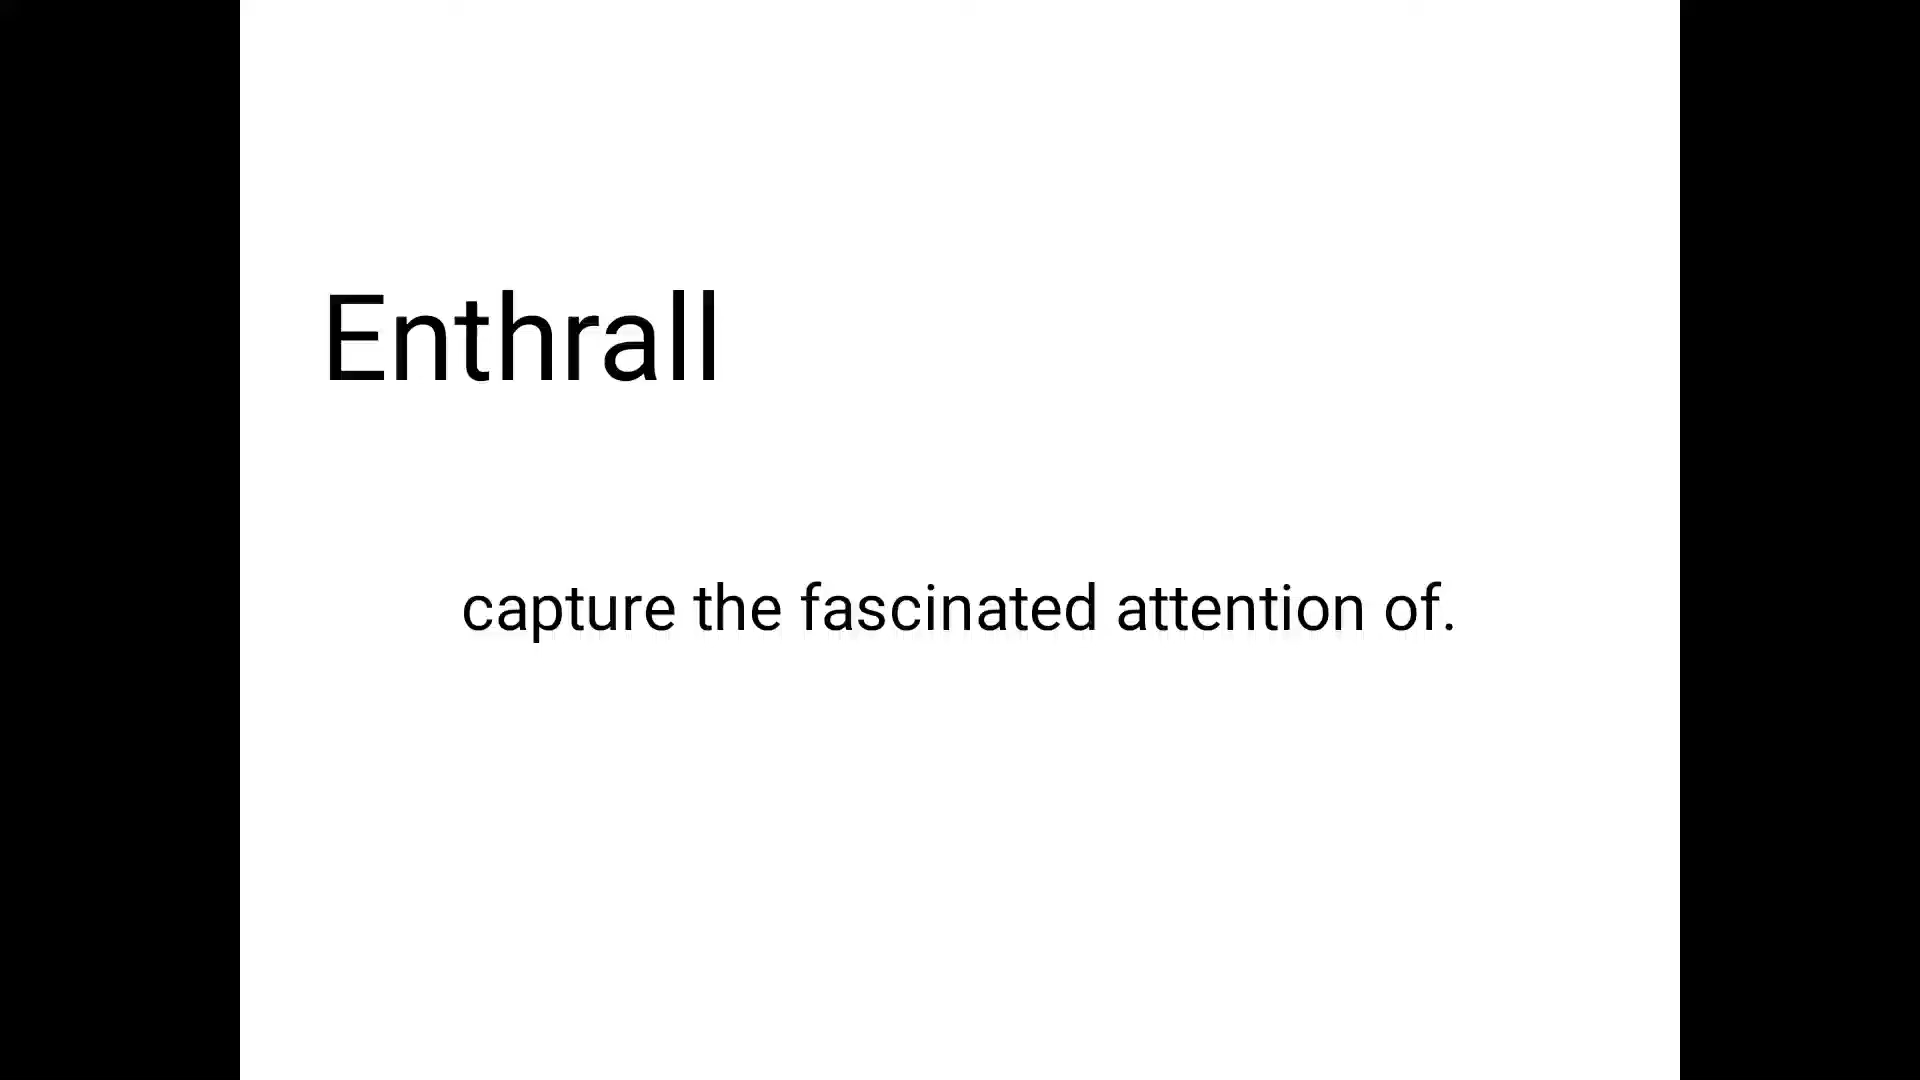 Enthrall
capture the fascinated attention of.